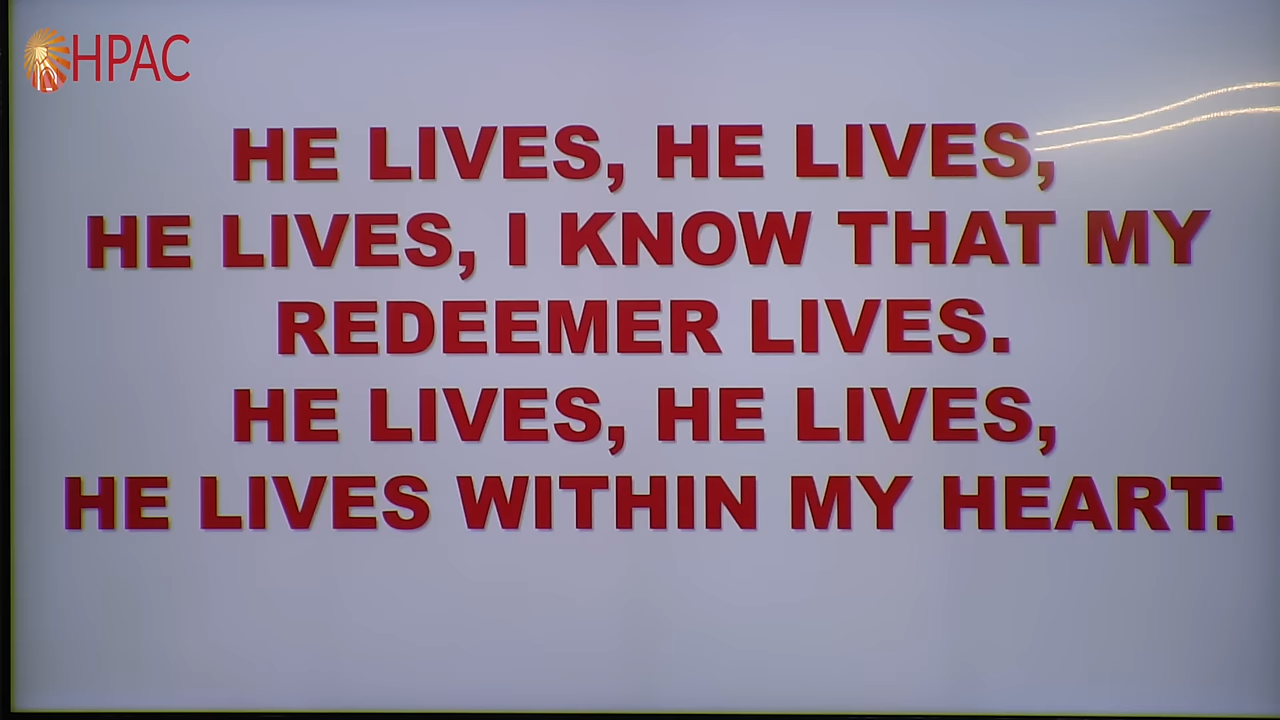 HPAC
HE LIVES, HE LIVES,
HE LIVES, I KNOW THAT MY
REDEEMER LIVES.
HE LIVES, HE LIVES,
HE LIVES WITHIN MY HEART.